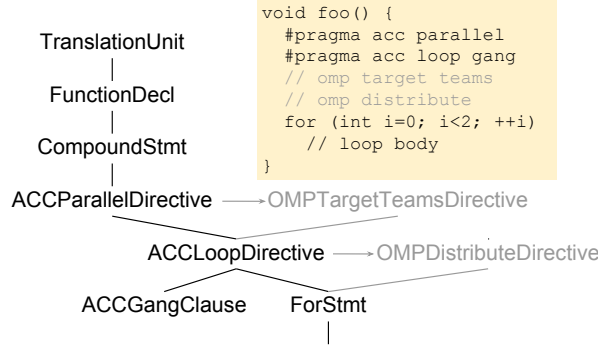 void foo() {
#pragma acc parallel
#pragma acc loop gang
// omp target teams
// omp distribute
for (int i=0; i<2; ++i)
// loop body
}
TranslationUnit
FunctionDecl
CompoundStmt
ACCParallelDirective OMPTargetTeamsDirective
ACCLoopDirective OMPDistributeDirective
ACCGangClause ForStmt